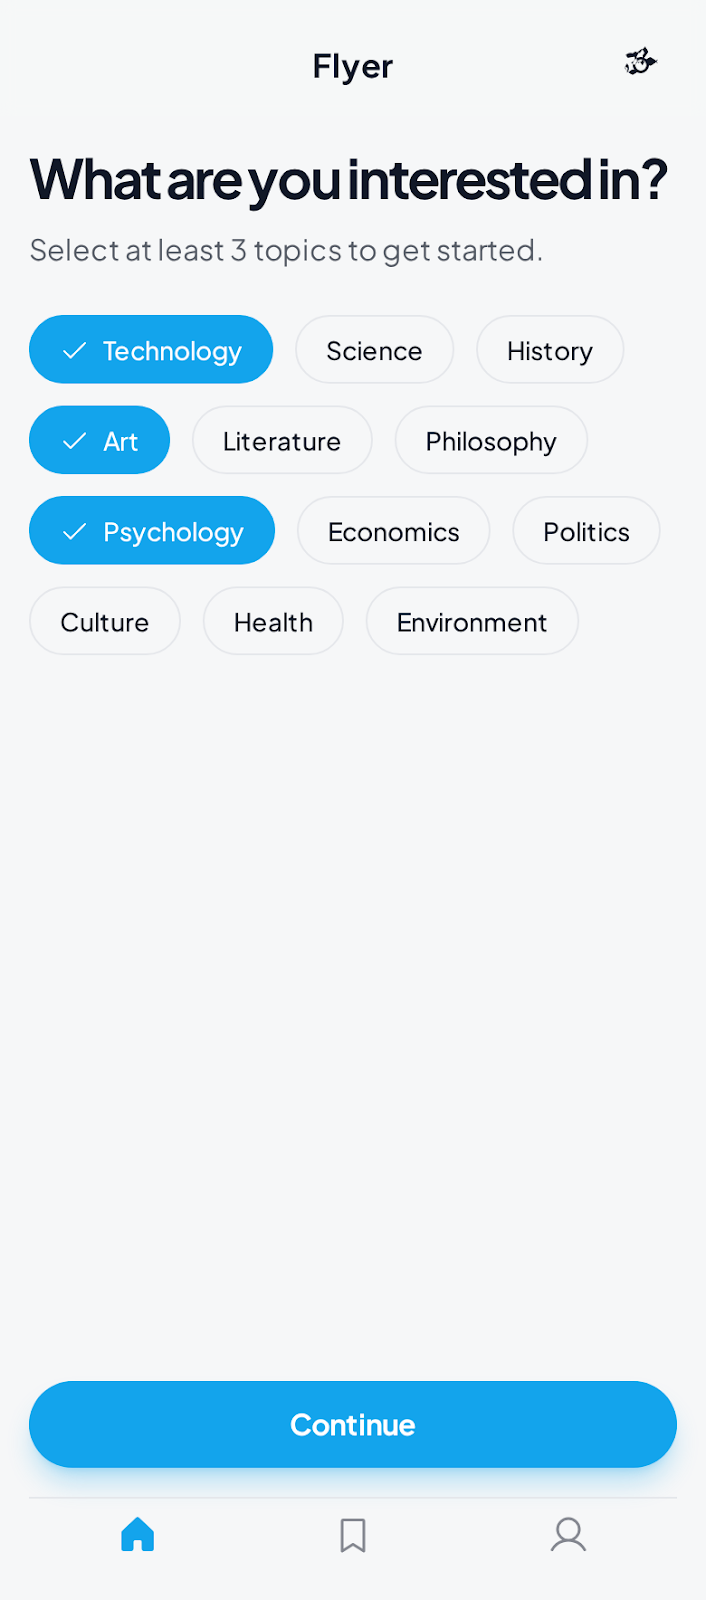 Flyer
What are you interested in?
Select at least 3 topics to get started.
Technology Science History
Art Literature Philosophy
Psychology Economics Politics
Culture Health Environment
Continue